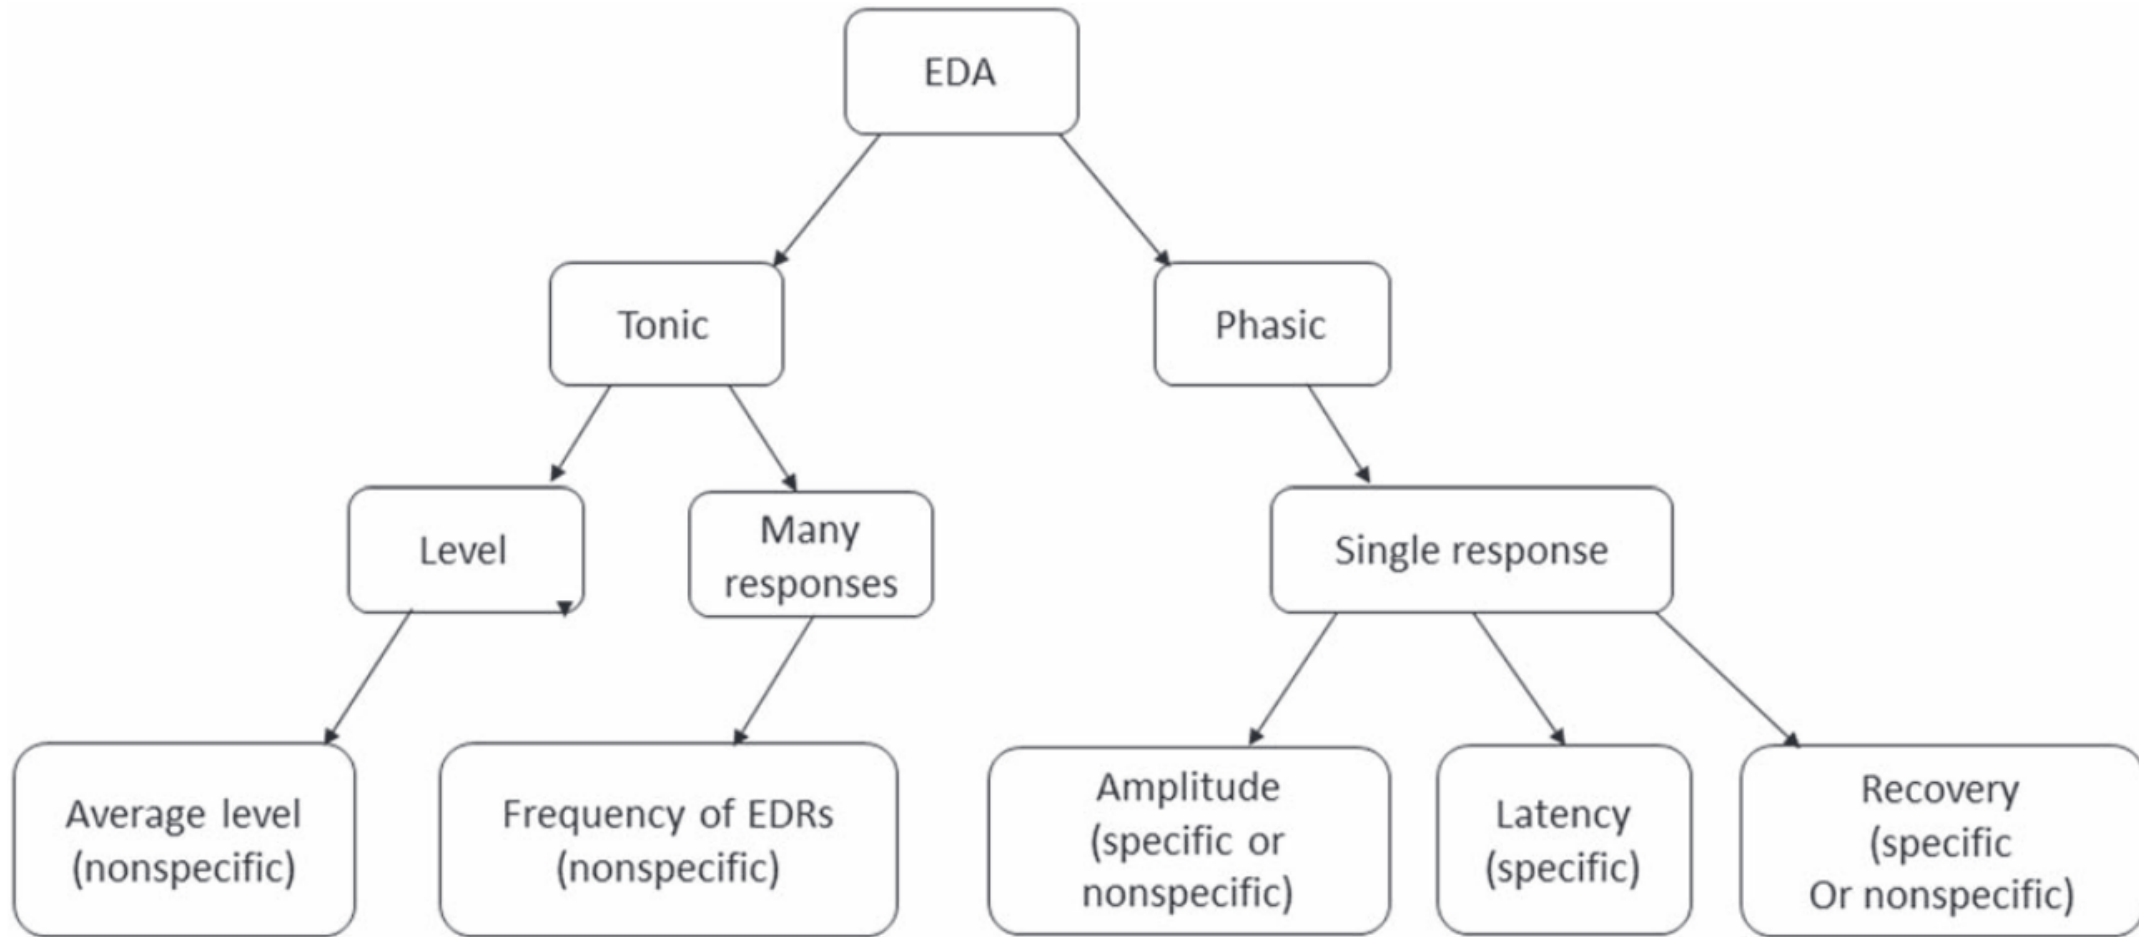 EDA
Tonic
Phasic
Level
Many
responses
Single response
Average level
(nonspecific)
Frequency of EDRs
(nonspecific)
Amplitude
(specific or
nonspecific)
Latency
(specific)
Recovery
(specific
Or nonspecific)